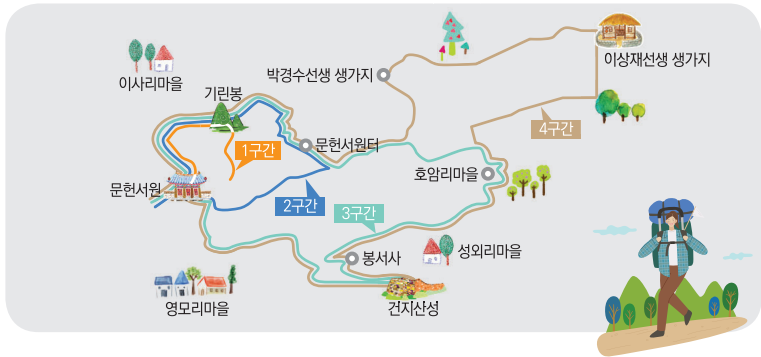 이상재선생 생가지
박경수선생 생가지
이사리마을
기린봉
4구간
1구간
문헌서원터
호암리마을
문헌서원
2구간
3구간
성외리마을
봉서사
영모리마을
건지산성